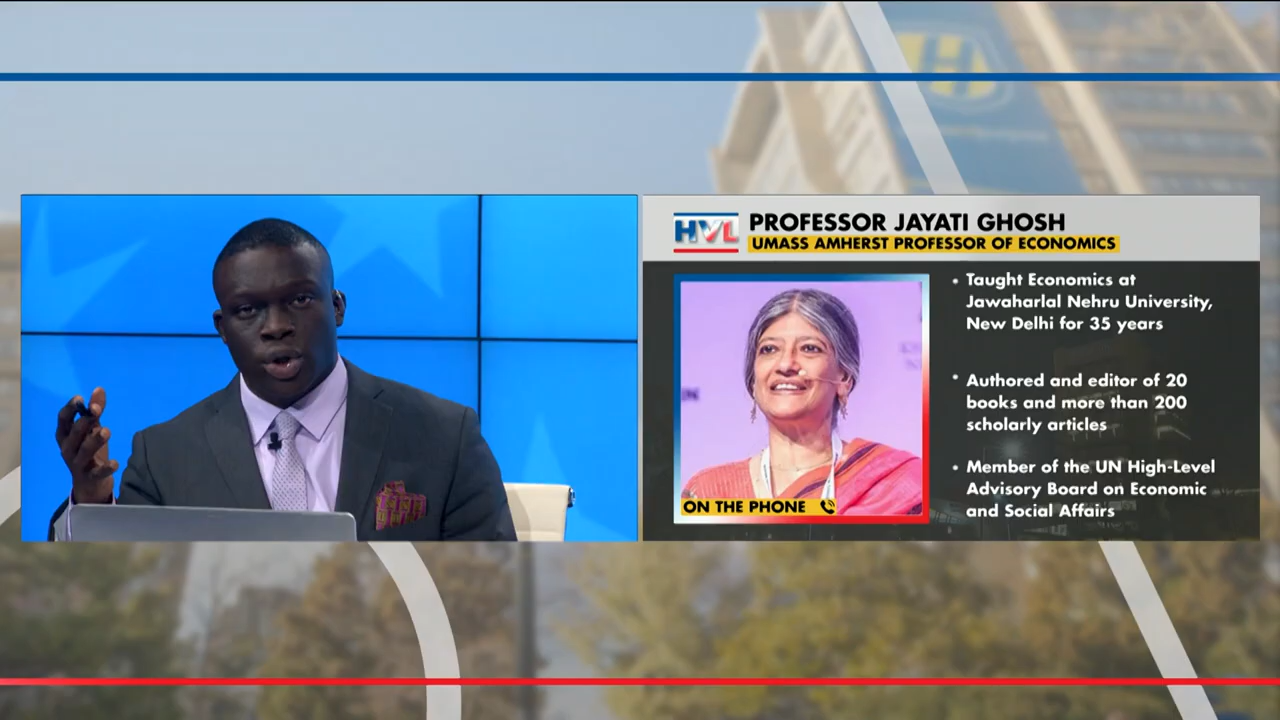 HVL
PROFESSOR JAYATI GHOSH
UMASS AMHERST PROFESSOR OF ECONOMICS
• Taught Economics at
Jawaharlal Nehru University,
New Delhi for 35 years
• Authored and editor of 20
books and more than 200
scholarly articles
• Member of the UN High-Level
Advisory Board on Economic
and Social Affairs
ON THE PHONE
H